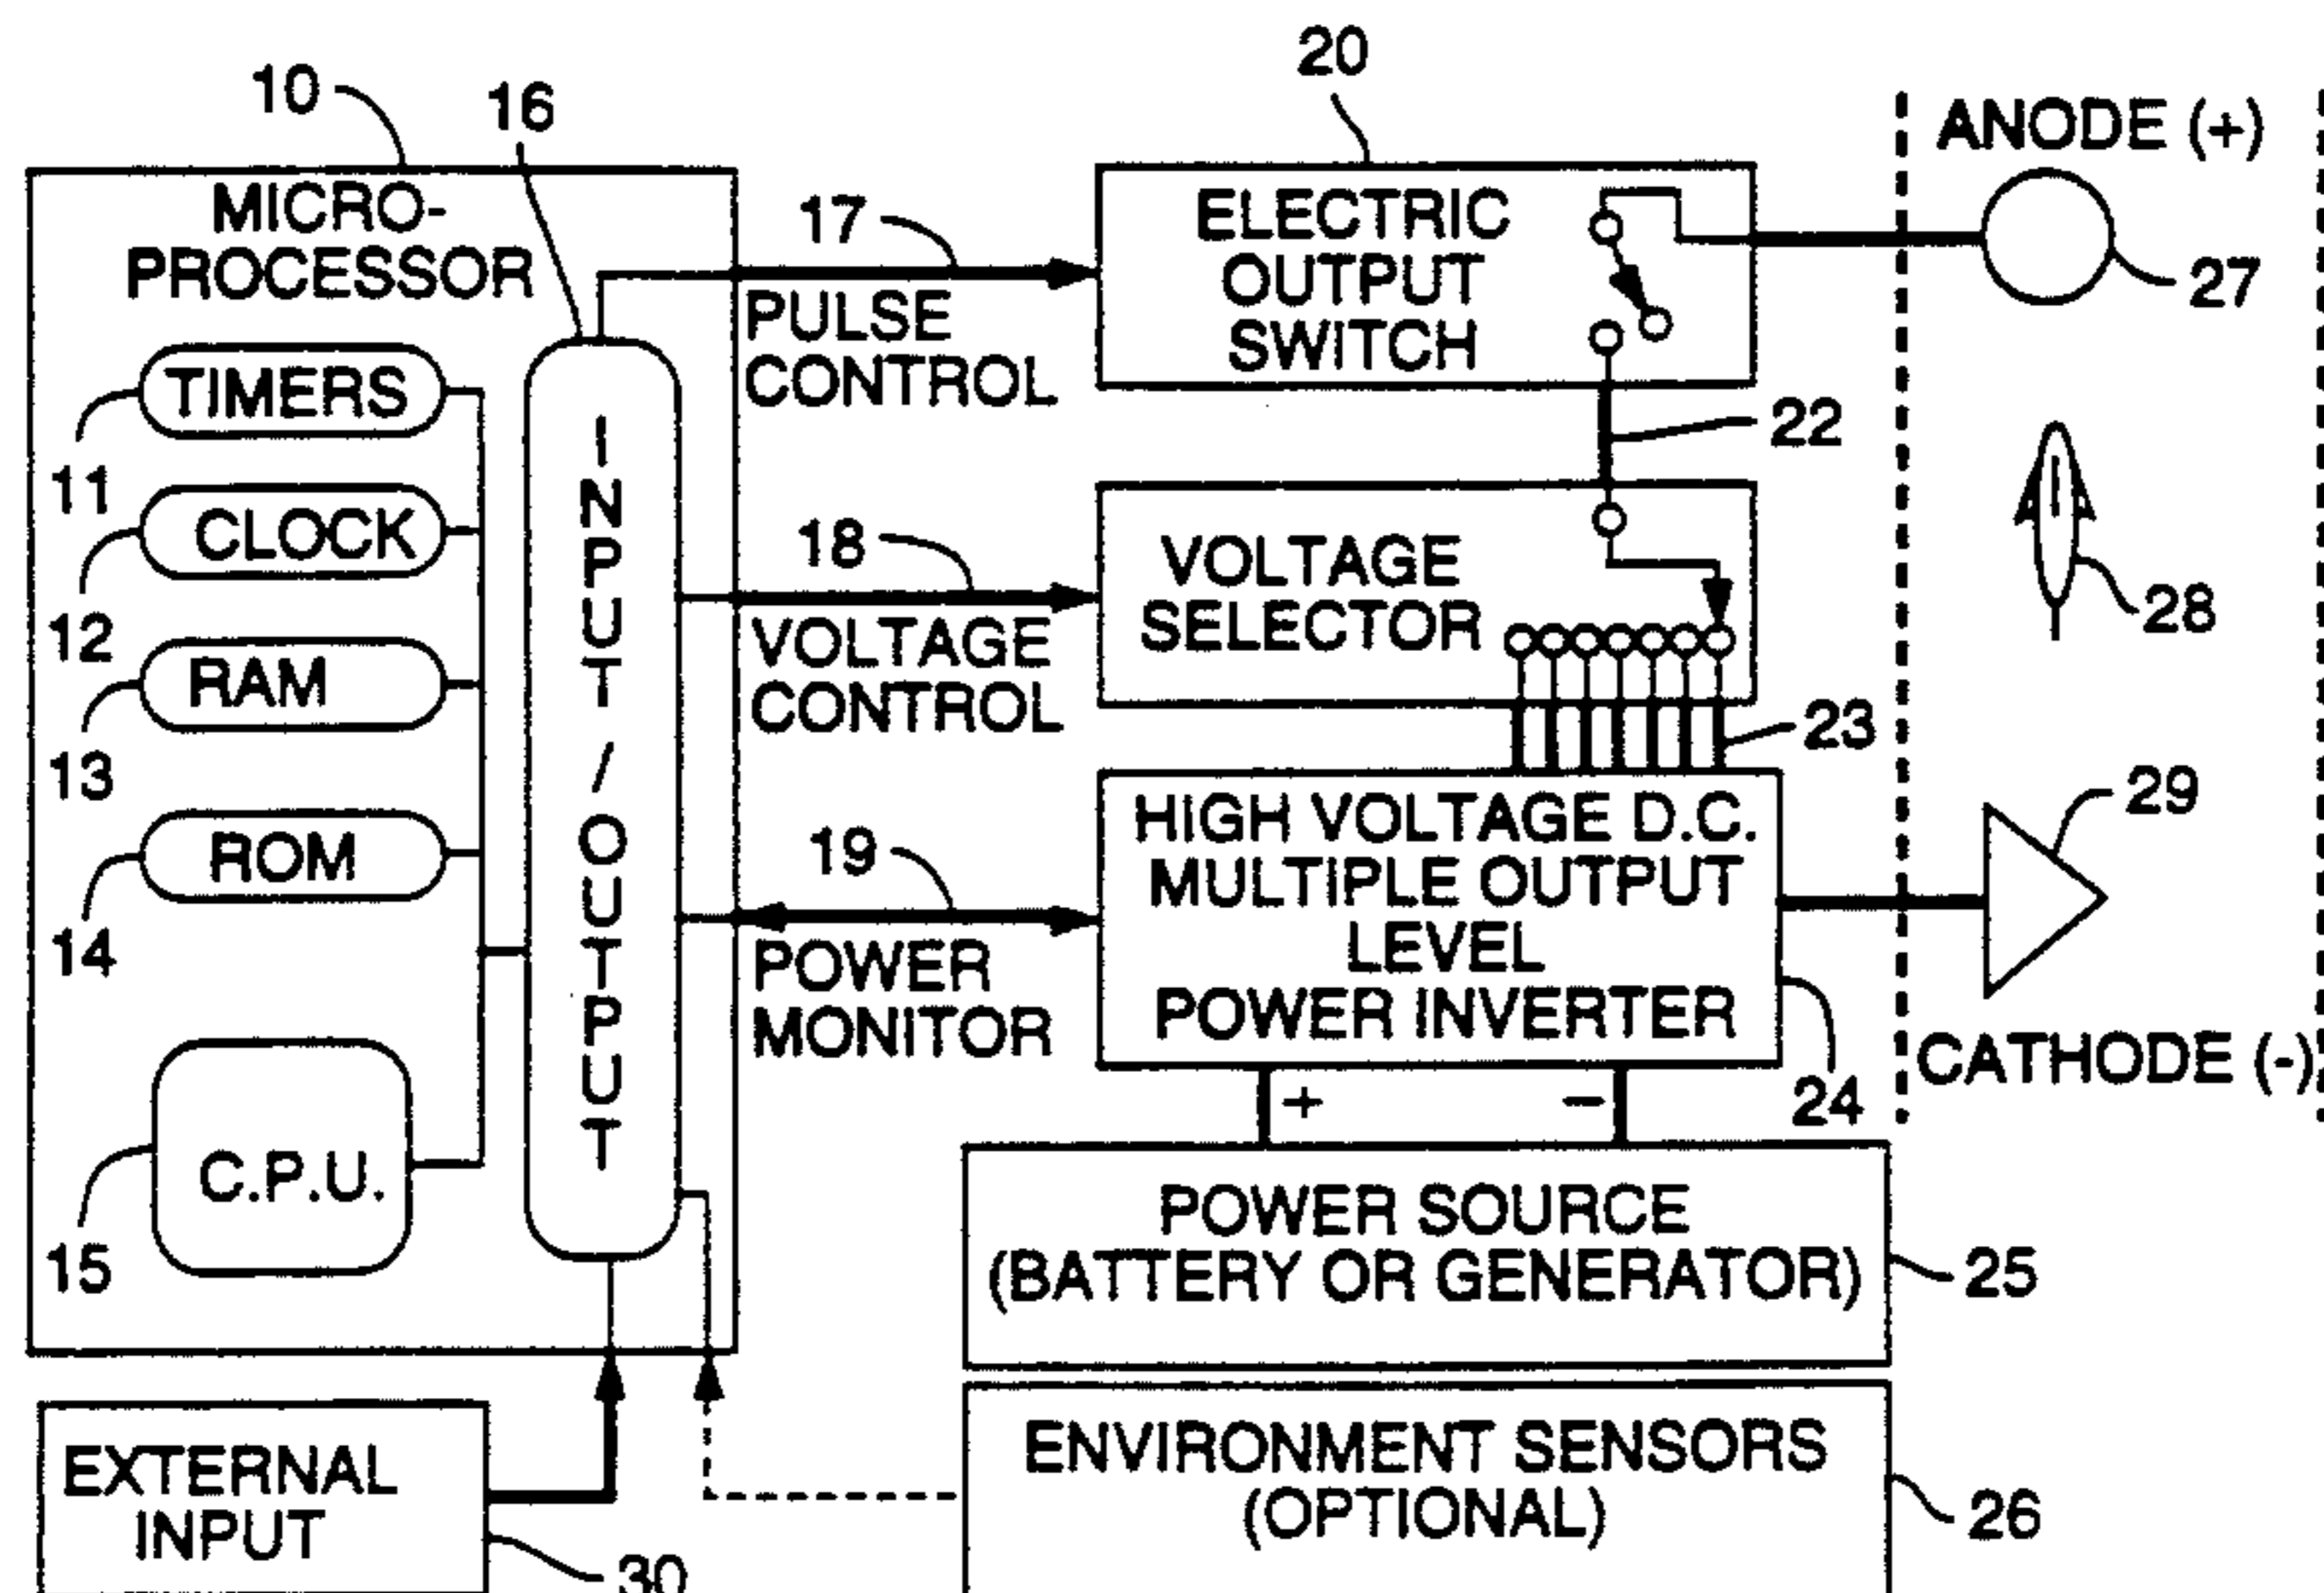 10
16
20
ANODE (+)
MICRO-
PROCESSOR
17
ELECTRIC
OUTPUT
SWITCH
27
PULSE
CONTROL
TIMERS
11
22
CLOCK
12
18
VOLTAGE
SELECTOR
28
VOLTAGE
CONTROL
RAM
13
23
INPUT / OUTPUT
ROM
14
19
HIGH VOLTAGE D.C.
MULTIPLE OUTPUT
LEVEL
POWER INVERTER
29
POWER
MONITOR
CATHODE (-)
24
+
−
C.P.U.
15
POWER SOURCE
(BATTERY OR GENERATOR)
25
EXTERNAL
INPUT
30
ENVIRONMENT SENSORS
(OPTIONAL)
26